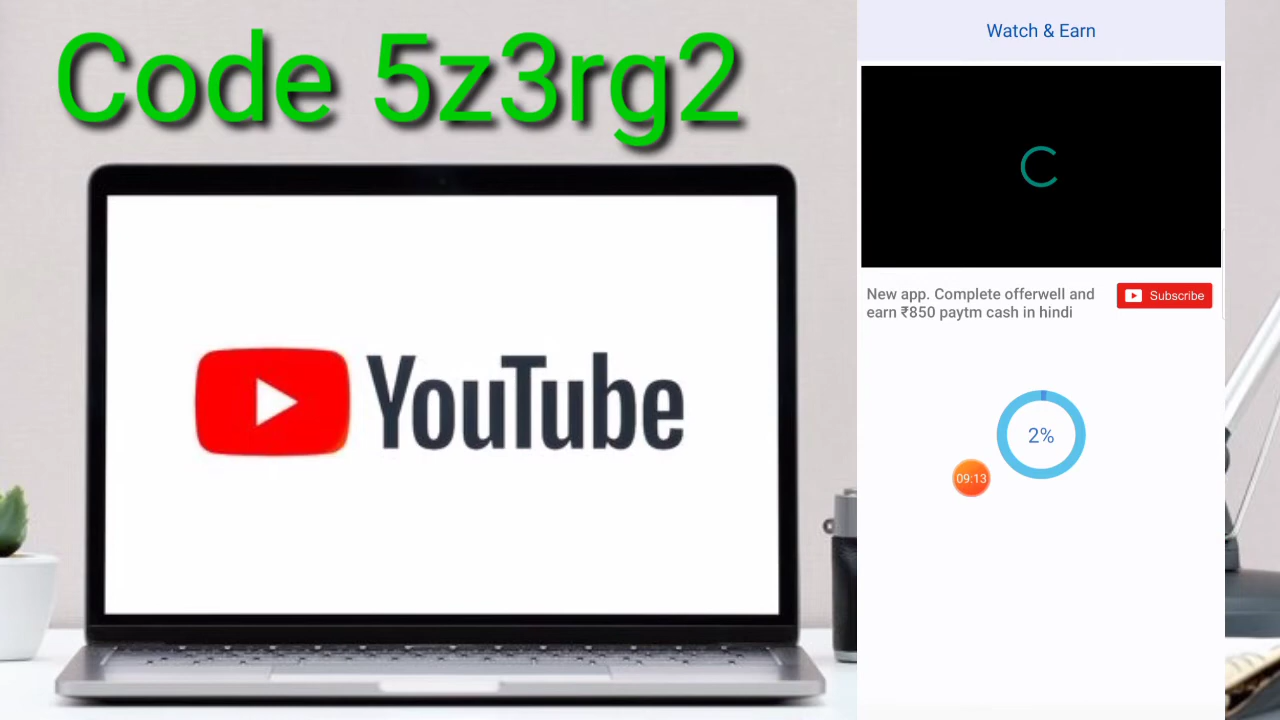 Code 5z3rg2
YouTube
Watch & Earn
New app. Complete offerwell and
earn ₹850 paytm cash in hindi
Subscribe
2%
09:13